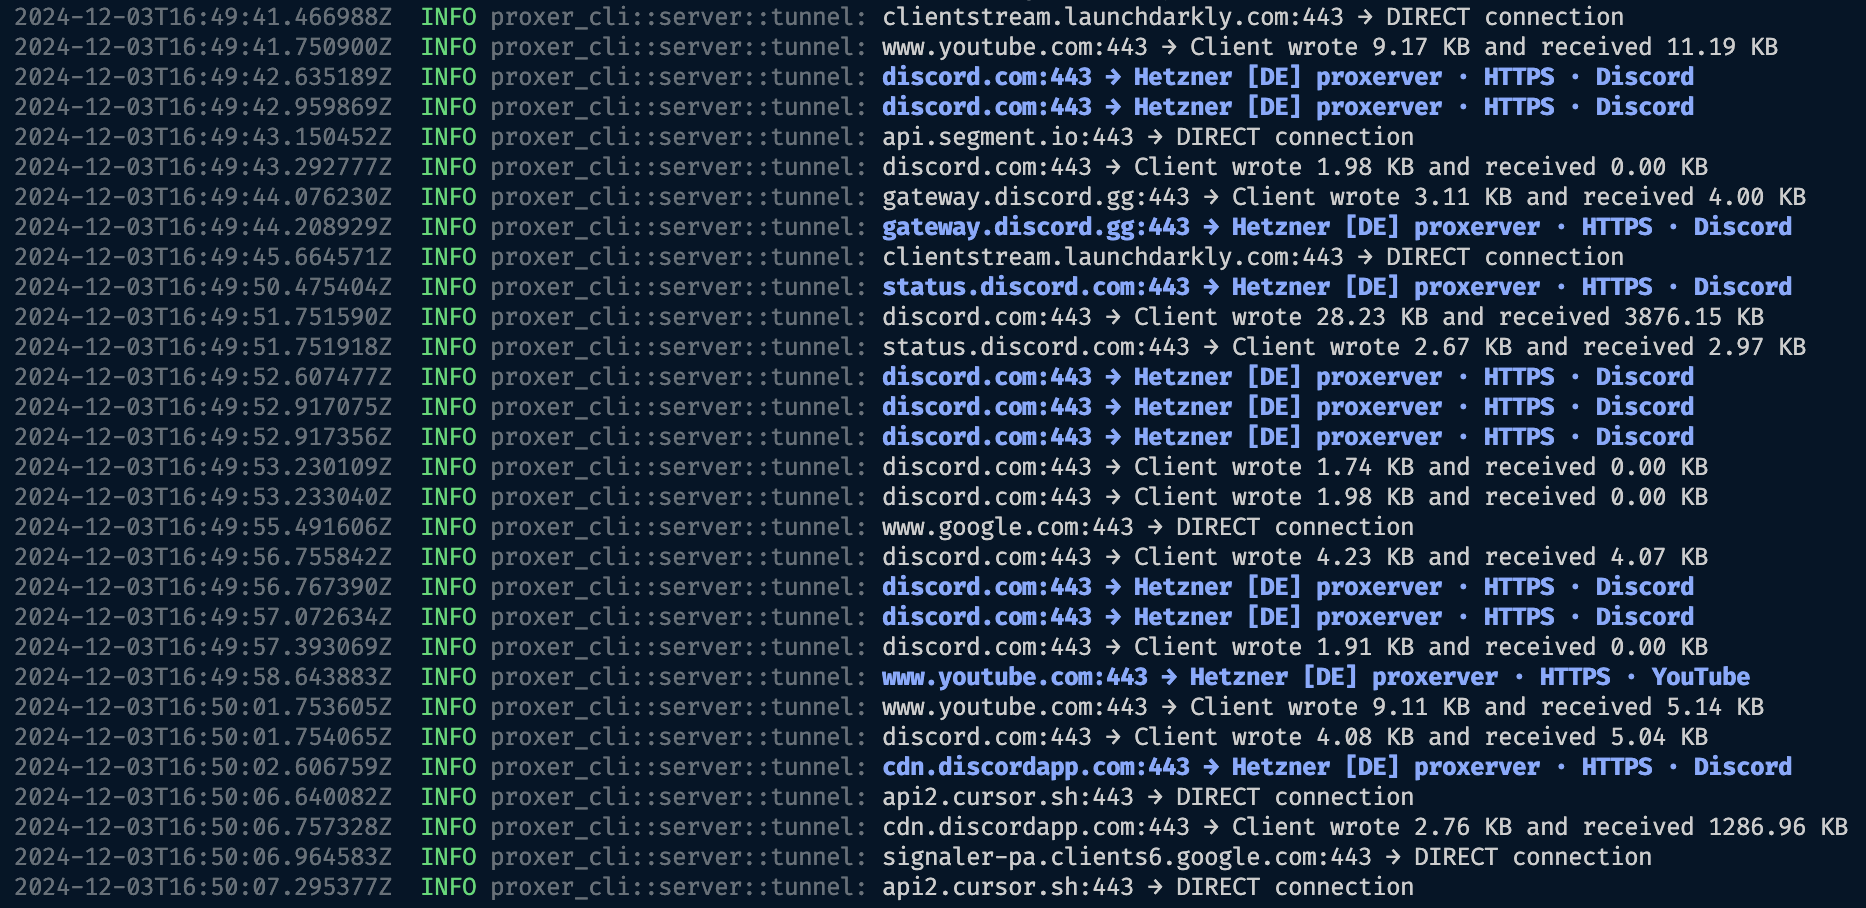 2024-12-03T16:49:41.466988Z  INFO proxer_cli::server::tunnel: clientstream.launchdarkly.com:443 → DIRECT connection
2024-12-03T16:49:41.750900Z  INFO proxer_cli::server::tunnel: www.youtube.com:443 → Client wrote 9.17 KB and received 11.19 KB
2024-12-03T16:49:42.635189Z  INFO proxer_cli::server::tunnel: discord.com:443 → Hetzner [DE] proxerver · HTTPS · Discord
2024-12-03T16:49:42.959869Z  INFO proxer_cli::server::tunnel: discord.com:443 → Hetzner [DE] proxerver · HTTPS · Discord
2024-12-03T16:49:43.150452Z  INFO proxer_cli::server::tunnel: api.segment.io:443 → DIRECT connection
2024-12-03T16:49:43.292777Z  INFO proxer_cli::server::tunnel: discord.com:443 → Client wrote 1.98 KB and received 0.00 KB
2024-12-03T16:49:44.076230Z  INFO proxer_cli::server::tunnel: gateway.discord.gg:443 → Client wrote 3.11 KB and received 4.00 KB
2024-12-03T16:49:44.208929Z  INFO proxer_cli::server::tunnel: gateway.discord.gg:443 → Hetzner [DE] proxerver · HTTPS · Discord
2024-12-03T16:49:45.664571Z  INFO proxer_cli::server::tunnel: clientstream.launchdarkly.com:443 → DIRECT connection
2024-12-03T16:49:50.475404Z  INFO proxer_cli::server::tunnel: status.discord.com:443 → Hetzner [DE] proxerver · HTTPS · Discord
2024-12-03T16:49:51.751590Z  INFO proxer_cli::server::tunnel: discord.com:443 → Client wrote 28.23 KB and received 3876.15 KB
2024-12-03T16:49:51.751918Z  INFO proxer_cli::server::tunnel: status.discord.com:443 → Client wrote 2.67 KB and received 2.97 KB
2024-12-03T16:49:52.607477Z  INFO proxer_cli::server::tunnel: discord.com:443 → Hetzner [DE] proxerver · HTTPS · Discord
2024-12-03T16:49:52.917075Z  INFO proxer_cli::server::tunnel: discord.com:443 → Hetzner [DE] proxerver · HTTPS · Discord
2024-12-03T16:49:52.917356Z  INFO proxer_cli::server::tunnel: discord.com:443 → Hetzner [DE] proxerver · HTTPS · Discord
2024-12-03T16:49:53.230109Z  INFO proxer_cli::server::tunnel: discord.com:443 → Client wrote 1.74 KB and received 0.00 KB
2024-12-03T16:49:53.233040Z  INFO proxer_cli::server::tunnel: discord.com:443 → Client wrote 1.98 KB and received 0.00 KB
2024-12-03T16:49:55.491606Z  INFO proxer_cli::server::tunnel: www.google.com:443 → DIRECT connection
2024-12-03T16:49:56.755842Z  INFO proxer_cli::server::tunnel: discord.com:443 → Client wrote 4.23 KB and received 4.07 KB
2024-12-03T16:49:56.767390Z  INFO proxer_cli::server::tunnel: discord.com:443 → Hetzner [DE] proxerver · HTTPS · Discord
2024-12-03T16:49:57.072634Z  INFO proxer_cli::server::tunnel: discord.com:443 → Hetzner [DE] proxerver · HTTPS · Discord
2024-12-03T16:49:57.393069Z  INFO proxer_cli::server::tunnel: discord.com:443 → Client wrote 1.91 KB and received 0.00 KB
2024-12-03T16:49:58.643883Z  INFO proxer_cli::server::tunnel: www.youtube.com:443 → Hetzner [DE] proxerver · HTTPS · YouTube
2024-12-03T16:50:01.753605Z  INFO proxer_cli::server::tunnel: www.youtube.com:443 → Client wrote 9.11 KB and received 5.14 KB
2024-12-03T16:50:01.754065Z  INFO proxer_cli::server::tunnel: discord.com:443 → Client wrote 4.08 KB and received 5.04 KB
2024-12-03T16:50:02.606759Z  INFO proxer_cli::server::tunnel: cdn.discordapp.com:443 → Hetzner [DE] proxerver · HTTPS · Discord
2024-12-03T16:50:06.640082Z  INFO proxer_cli::server::tunnel: api2.cursor.sh:443 → DIRECT connection
2024-12-03T16:50:06.757328Z  INFO proxer_cli::server::tunnel: cdn.discordapp.com:443 → Client wrote 2.76 KB and received 1286.96 KB
2024-12-03T16:50:06.964583Z  INFO proxer_cli::server::tunnel: signaler-pa.clients6.google.com:443 → DIRECT connection
2024-12-03T16:50:07.295377Z  INFO proxer_cli::server::tunnel: api2.cursor.sh:443 → DIRECT connection